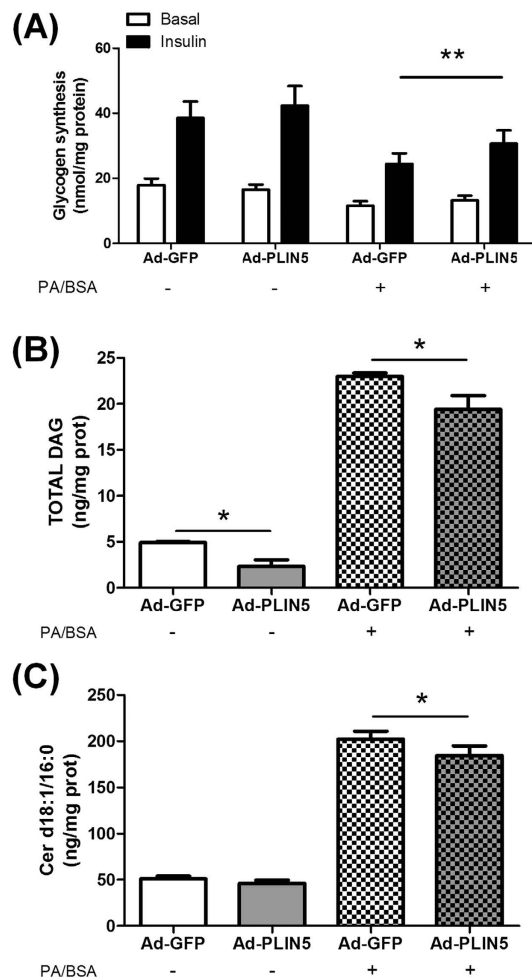 (A)
Basal
Insulin
Glycogen synthesis
(nmol/mg protein)
60
40
20
0
**
Ad-GFP Ad-PLIN5 Ad-GFP Ad-PLIN5
PA/BSA - - + +
(B)
TOTAL DAG
(ng/mg prot)
25
20
15
10
5
0
*
*
Ad-GFP Ad-PLIN5 Ad-GFP Ad-PLIN5
PA/BSA - - + +
(C)
Cer d18:1/16:0
(ng/mg prot)
250
200
150
100
50
0
*
Ad-GFP Ad-PLIN5 Ad-GFP Ad-PLIN5
PA/BSA - - + +